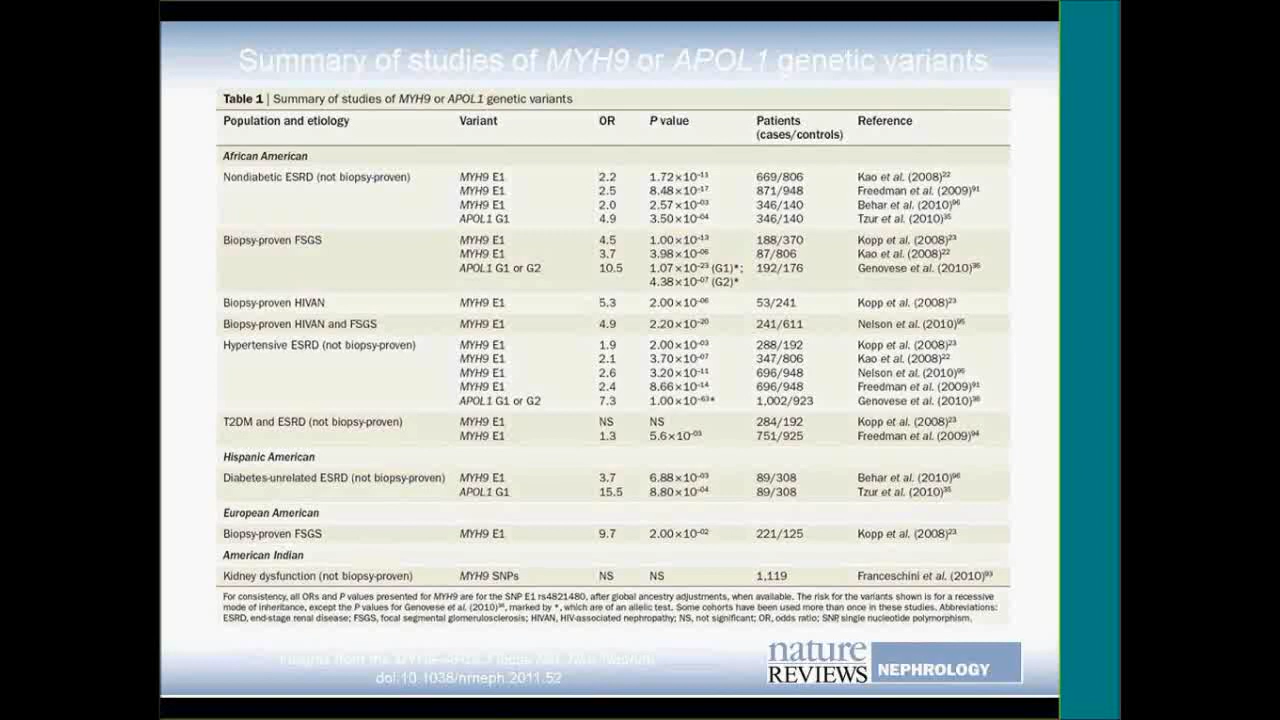 Summary of studies of MYH9 or APOL1 genetic variants
Table 1 | Summary of studies of MYH9 or APOL1 genetic variants
Population and etiology Variant OR P value Patients (cases/controls) Reference
African American
Nondiabetic ESRD (not biopsy-proven) MYH9 E1 2.2 1.72×10⁻¹¹ 669/806 Kao et al. (2008)²²
MYH9 E1 2.5 8.48×10⁻¹⁷ 871/948 Freedman et al. (2009)⁹¹
MYH9 E1 2.0 2.57×10⁻⁰³ 346/140 Behar et al. (2010)⁹⁶
APOL1 G1 4.9 3.50×10⁻⁰⁴ 346/140 Tzur et al. (2010)³⁵
Biopsy-proven FSGS MYH9 E1 4.5 1.00×10⁻¹³ 188/370 Kopp et al. (2008)²³
MYH9 E1 3.7 3.98×10⁻⁰⁶ 87/806 Kao et al. (2008)²²
APOL1 G1 or G2 10.5 1.07×10⁻²³ (G1)*; 192/176 Genovese et al. (2010)³⁶
4.38×10⁻⁰⁷ (G2)*
Biopsy-proven HIVAN MYH9 E1 5.3 2.00×10⁻⁰⁶ 53/241 Kopp et al. (2008)²³
Biopsy-proven HIVAN and FSGS MYH9 E1 4.9 2.20×10⁻²⁰ 241/611 Nelson et al. (2010)⁹⁵
Hypertensive ESRD (not biopsy-proven) MYH9 E1 1.9 2.00×10⁻⁰³ 288/192 Kopp et al. (2008)²³
MYH9 E1 2.1 3.70×10⁻⁰⁷ 347/806 Kao et al. (2008)²²
MYH9 E1 2.6 3.20×10⁻¹¹ 696/948 Nelson et al. (2010)⁹⁵
MYH9 E1 2.4 8.66×10⁻¹⁴ 696/948 Freedman et al. (2009)⁹¹
APOL1 G1 or G2 7.3 1.00×10⁻⁶³* 1,002/923 Genovese et al. (2010)³⁶
T2DM and ESRD (not biopsy-proven) MYH9 E1 NS NS 284/192 Kopp et al. (2008)²³
MYH9 E1 1.3 5.6×10⁻⁰³ 751/925 Freedman et al. (2009)⁹⁴
Hispanic American
Diabetes-unrelated ESRD (not biopsy-proven) MYH9 E1 3.7 6.88×10⁻⁰³ 89/308 Behar et al. (2010)⁹⁶
APOL1 G1 15.5 8.80×10⁻⁰⁴ 89/308 Tzur et al. (2010)³⁵
European American
Biopsy-proven FSGS MYH9 E1 9.7 2.00×10⁻⁰² 221/125 Kopp et al. (2008)²³
American Indian
Kidney dysfunction (not biopsy-proven) MYH9 SNPs NS NS 1,119 Franceschini et al. (2010)⁹³
For consistency, all ORs and P values presented for MYH9 are for the SNP E1 rs4821480, after global ancestry adjustments, when available. The risk for the variants shown is for a recessive
mode of inheritance, except the P values for Genovese et al. (2010)³⁶, marked by *, which are of an allelic test. Some cohorts have been used more than once in these studies. Abbreviations:
ESRD, end-stage renal disease; FSGS, focal segmental glomerulosclerosis; HIVAN, HIV-associated nephropathy; NS, not significant; OR, odds ratio; SNP, single nucleotide polymorphism.
from the
doi:10.1038/nrneph.2011.52
nature
REVIEWS NEPHROLOGY